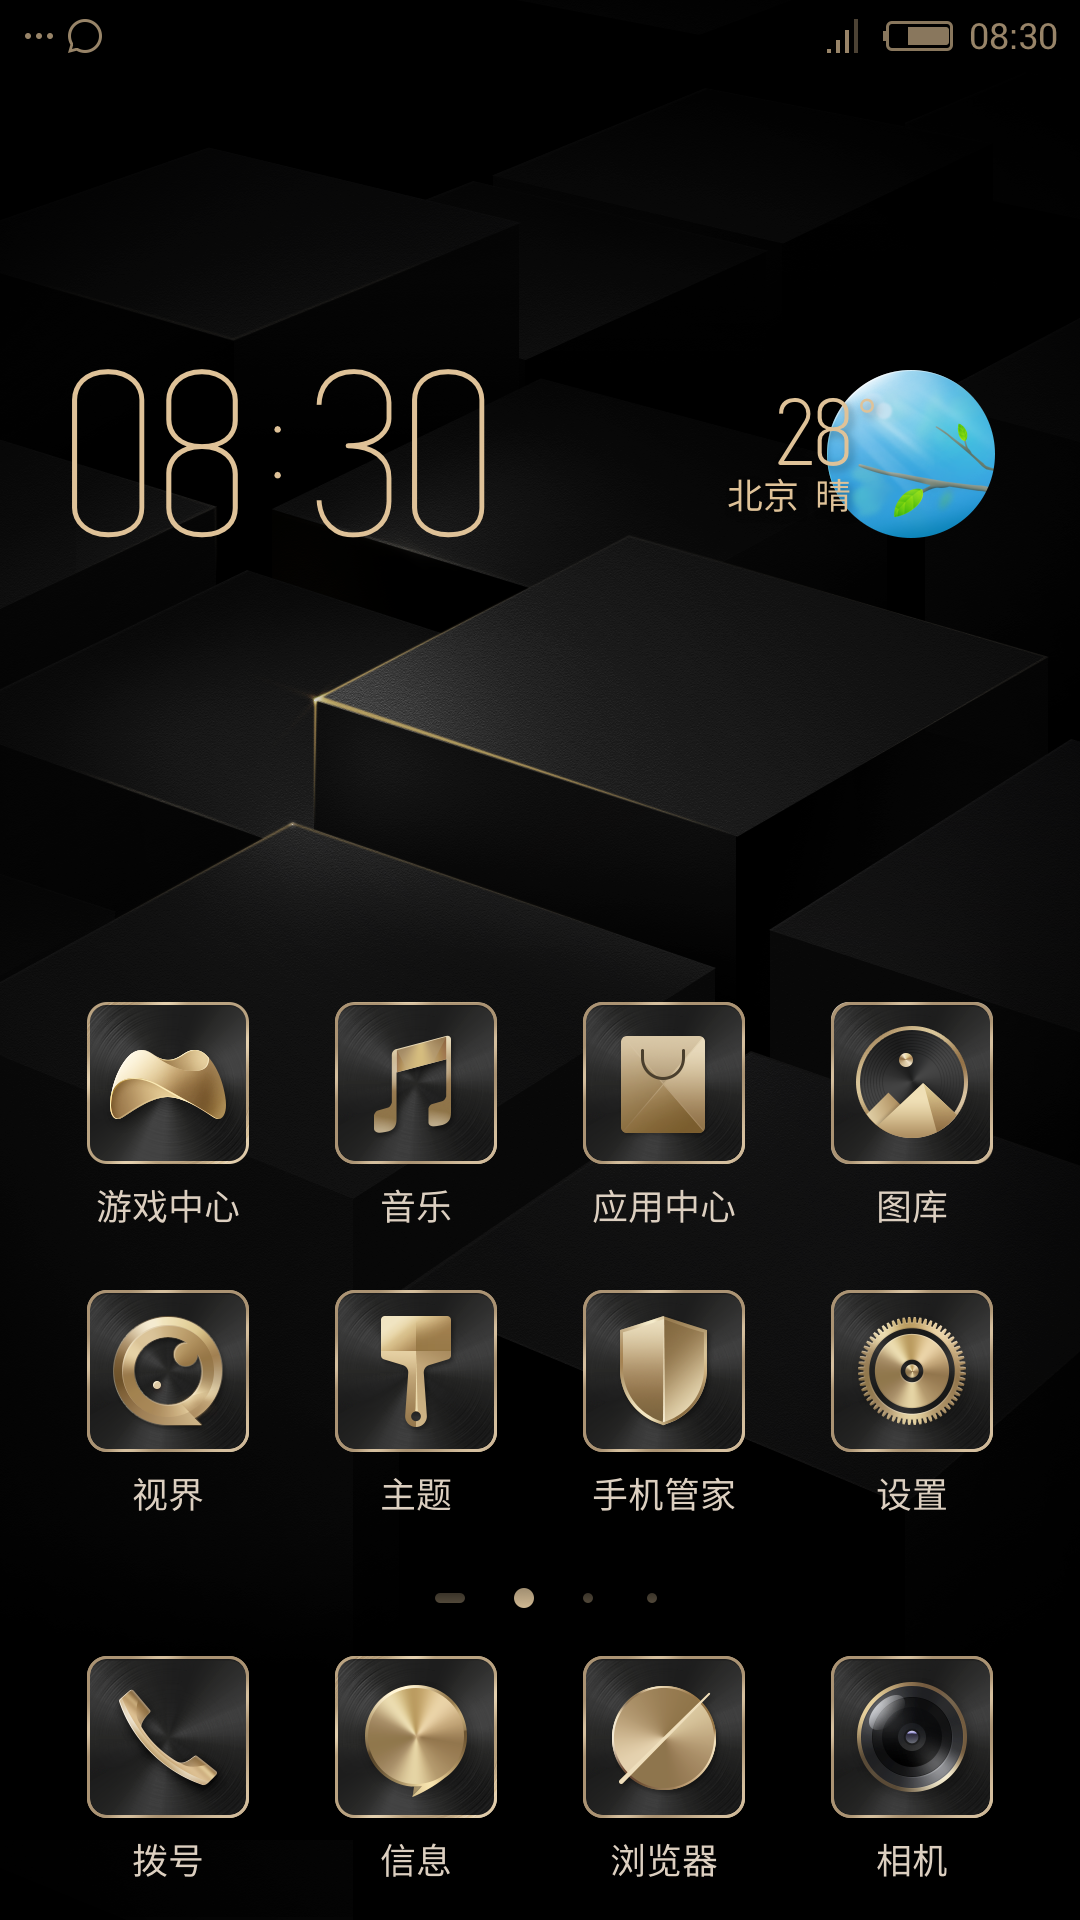 08:30
08:30
28°
北京 晴
游戏中心 音乐 应用中心 图库
视界 主题 手机管家 设置
拨号 信息 浏览器 相机